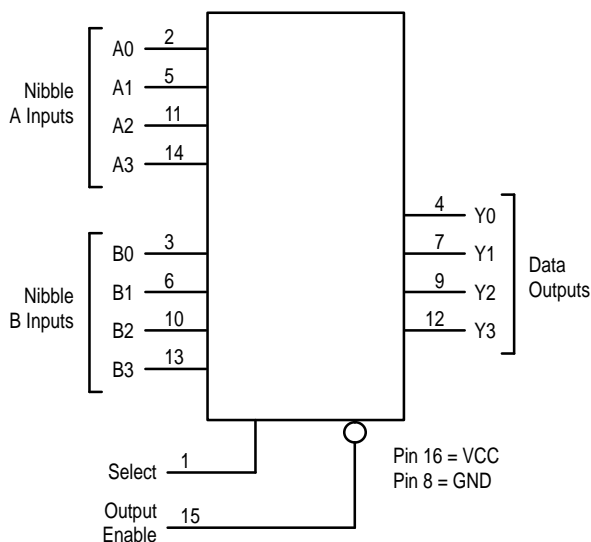 Nibble
A Inputs
A0 2
A1 5
A2 11
A3 14
Nibble
B Inputs
B0 3
B1 6
B2 10
B3 13
4 Y0
7 Y1
9 Y2
12 Y3
Data
Outputs
Select 1
Output
Enable 15
Pin 16 = VCC
Pin 8 = GND